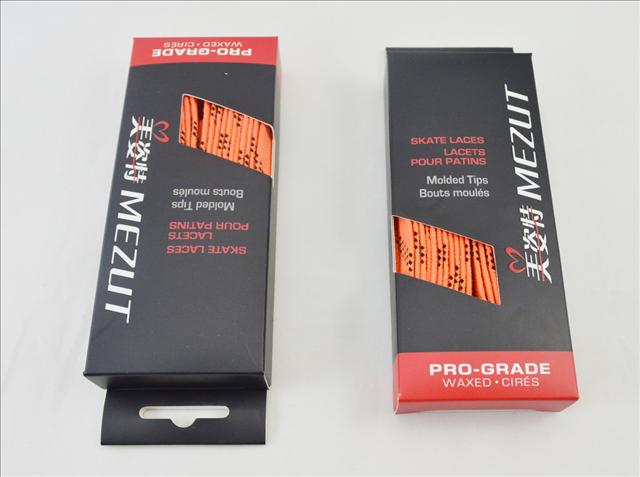 SKATE LACES
LACETS
POUR PATINS
Molded Tips
Bouts moulés
美姿特 MEZUT
PRO-GRADE
WAXED • CIRÉS
SKATE LACES
LACETS
POUR PATINS
Molded Tips
Bouts moulés
美姿特 MEZUT
PRO-GRADE
WAXED • CIRÉS